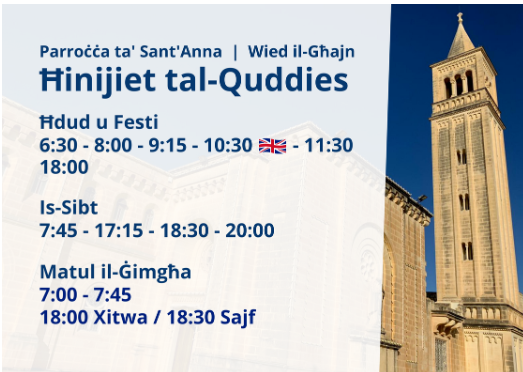 Parroċċa ta' Sant'Anna | Wied il-Għajn
Ħinijiet tal-Quddies
Ħdud u Festi
6:30 - 8:00 - 9:15 - 10:30 🇬🇧 - 11:30
18:00
Is-Sibt
7:45 - 17:15 - 18:30 - 20:00
Matul il-Ġimgħa
7:00 - 7:45
18:00 Xitwa / 18:30 Sajf